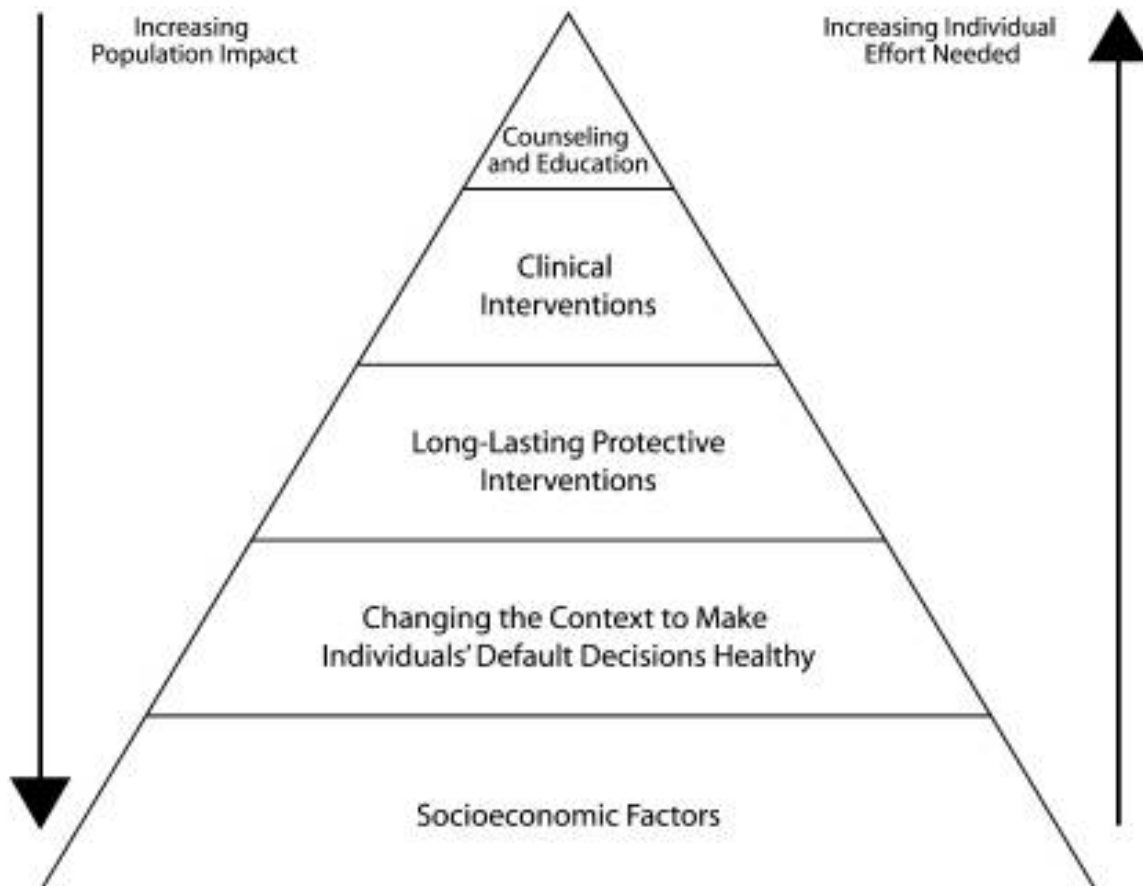 Increasing
Population Impact
Increasing Individual
Effort Needed
Counseling
and Education
Clinical
Interventions
Long-Lasting Protective
Interventions
Changing the Context to Make
Individuals’ Default Decisions Healthy
Socioeconomic Factors